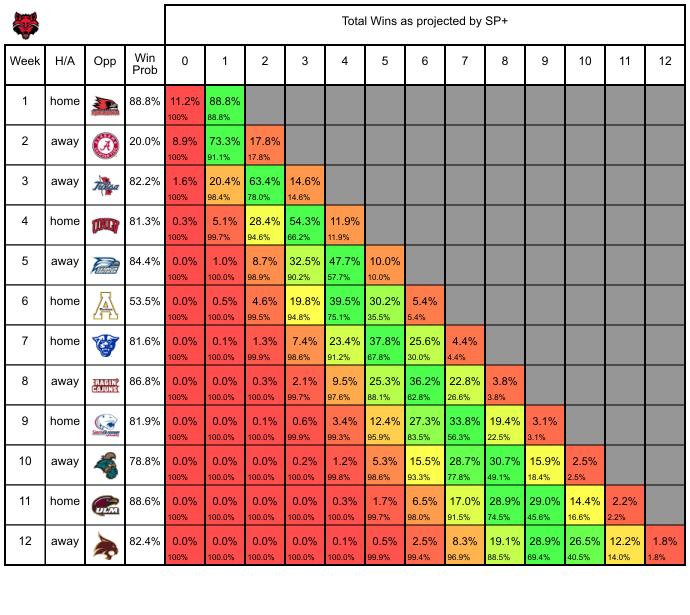 Total Wins as projected by SP+
Week H/A Opp Win Prob 0 1 2 3 4 5 6 7 8 9 10 11 12
1 home 88.8% 11.2% 88.8%
100% 88.8%
2 away 20.0% 8.9% 73.3% 17.8%
100% 91.1% 17.8%
3 away Tulsa 82.2% 1.6% 20.4% 63.4% 14.6%
100% 98.4% 78.0% 14.6%
4 home UNLV 81.3% 0.3% 5.1% 28.4% 54.3% 11.9%
100% 99.7% 94.6% 66.2% 11.9%
5 away 84.4% 0.0% 1.0% 8.7% 32.5% 47.7% 10.0%
100% 100.0% 98.9% 90.2% 57.7% 10.0%
6 home A 53.5% 0.0% 0.5% 4.6% 19.8% 39.5% 30.2% 5.4%
100% 100.0% 99.5% 94.8% 75.1% 35.5% 5.4%
7 home 81.6% 0.0% 0.1% 1.3% 7.4% 23.4% 37.8% 25.6% 4.4%
100% 100.0% 99.9% 98.6% 91.2% 67.8% 30.0% 4.4%
8 away RAGIN CAJUNS 86.8% 0.0% 0.0% 0.3% 2.1% 9.5% 25.3% 36.2% 22.8% 3.8%
100% 100.0% 100.0% 99.7% 97.6% 88.1% 62.8% 26.6% 3.8%
9 home 81.9% 0.0% 0.0% 0.1% 0.6% 3.4% 12.4% 27.3% 33.8% 19.4% 3.1%
100% 100.0% 100.0% 99.9% 99.3% 95.9% 83.5% 56.3% 22.5% 3.1%
10 away 78.8% 0.0% 0.0% 0.0% 0.2% 1.2% 5.3% 15.5% 28.7% 30.7% 15.9% 2.5%
100% 100.0% 100.0% 100.0% 99.8% 98.6% 93.3% 77.8% 49.1% 18.4% 2.5%
11 home ULM 88.6% 0.0% 0.0% 0.0% 0.0% 0.3% 1.7% 6.5% 17.0% 28.9% 29.0% 14.4% 2.2%
100% 100.0% 100.0% 100.0% 100.0% 99.7% 98.0% 91.5% 74.5% 45.6% 16.6% 2.2%
12 away 82.4% 0.0% 0.0% 0.0% 0.0% 0.1% 0.5% 2.5% 8.3% 19.1% 28.9% 26.5% 12.2% 1.8%
100% 100.0% 100.0% 100.0% 100.0% 99.9% 99.4% 96.9% 88.5% 69.4% 40.5% 14.0% 1.8%